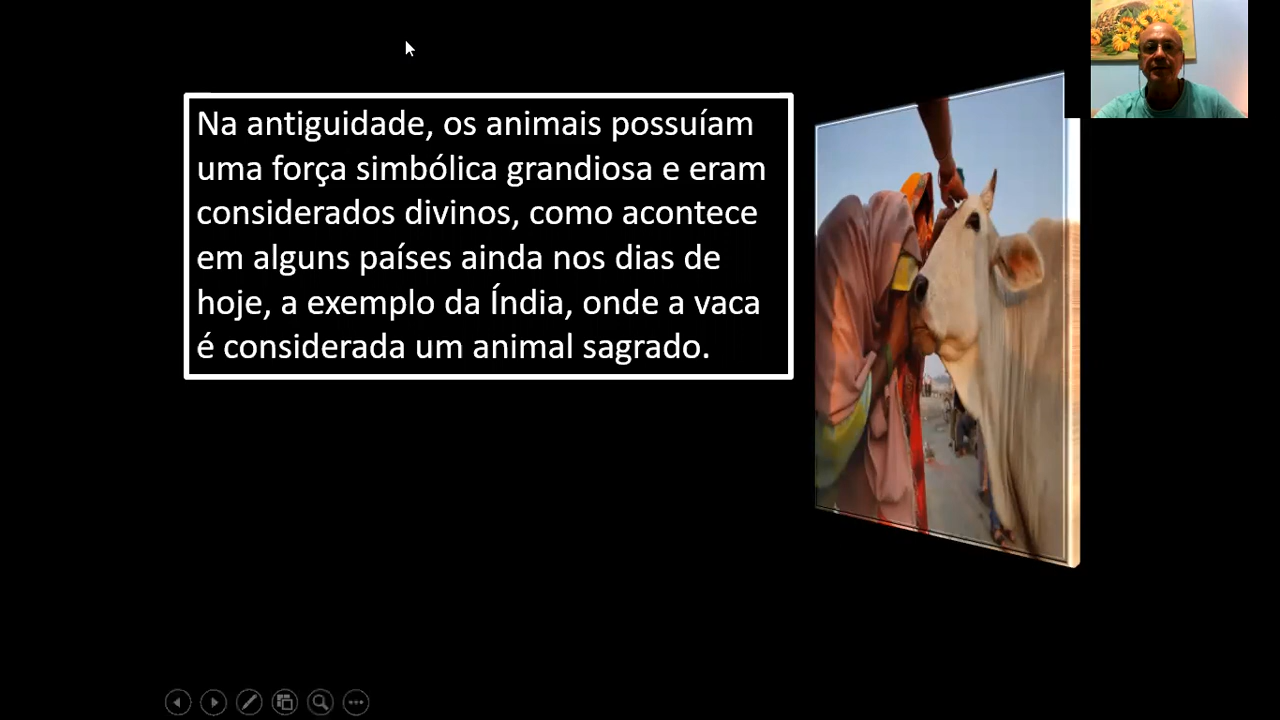 Na antiguidade, os animais possuíam
uma força simbólica grandiosa e eram
considerados divinos, como acontece
em alguns países ainda nos dias de
hoje, a exemplo da Índia, onde a vaca
é considerada um animal sagrado.